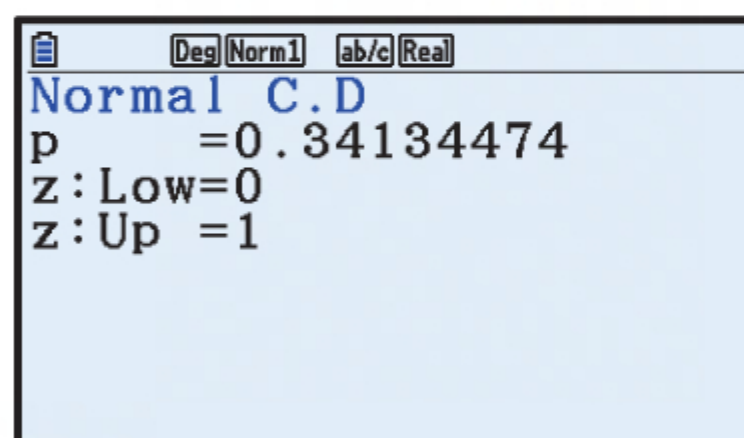 Deg Norm1 ab/c Real
Normal C.D
p =0.34134474
z:Low=0
z:Up =1